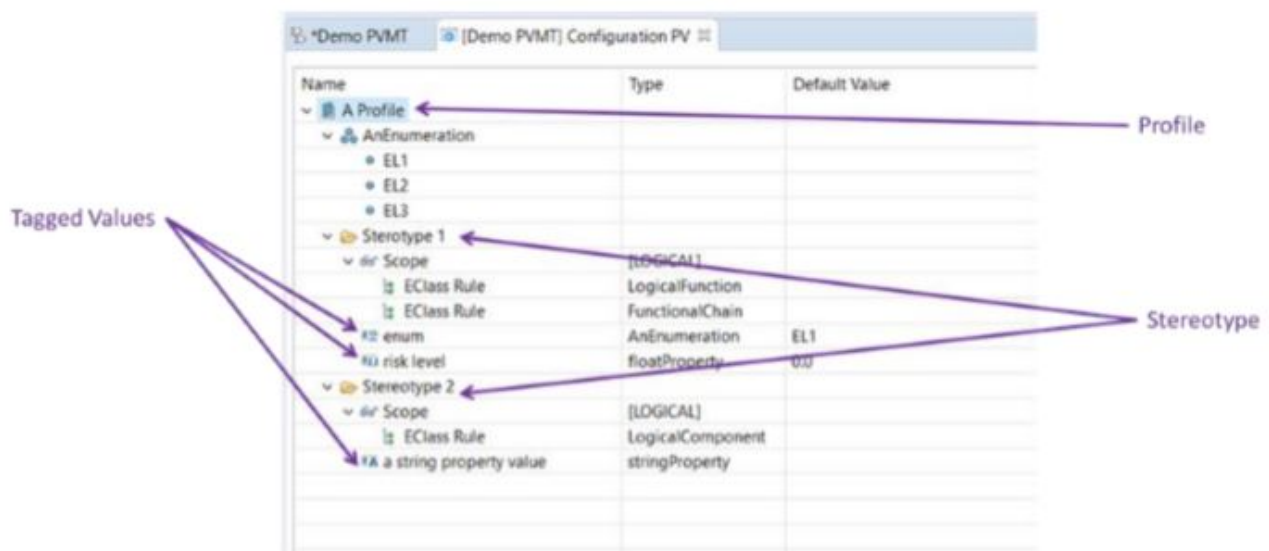 *Demo PVMT [Demo PVMT] Configuration PV
Name Type Default Value
A Profile
Profile
AnEnumeration
EL1
EL2
EL3
Tagged Values
Sterotype 1
Scope [LOGICAL]
EClass Rule LogicalFunction
EClass Rule FunctionalChain
Stereotype
enum AnEnumeration EL1
risk level floatProperty 0.0
Stereotype 2
Scope [LOGICAL]
EClass Rule LogicalComponent
a string property value stringProperty